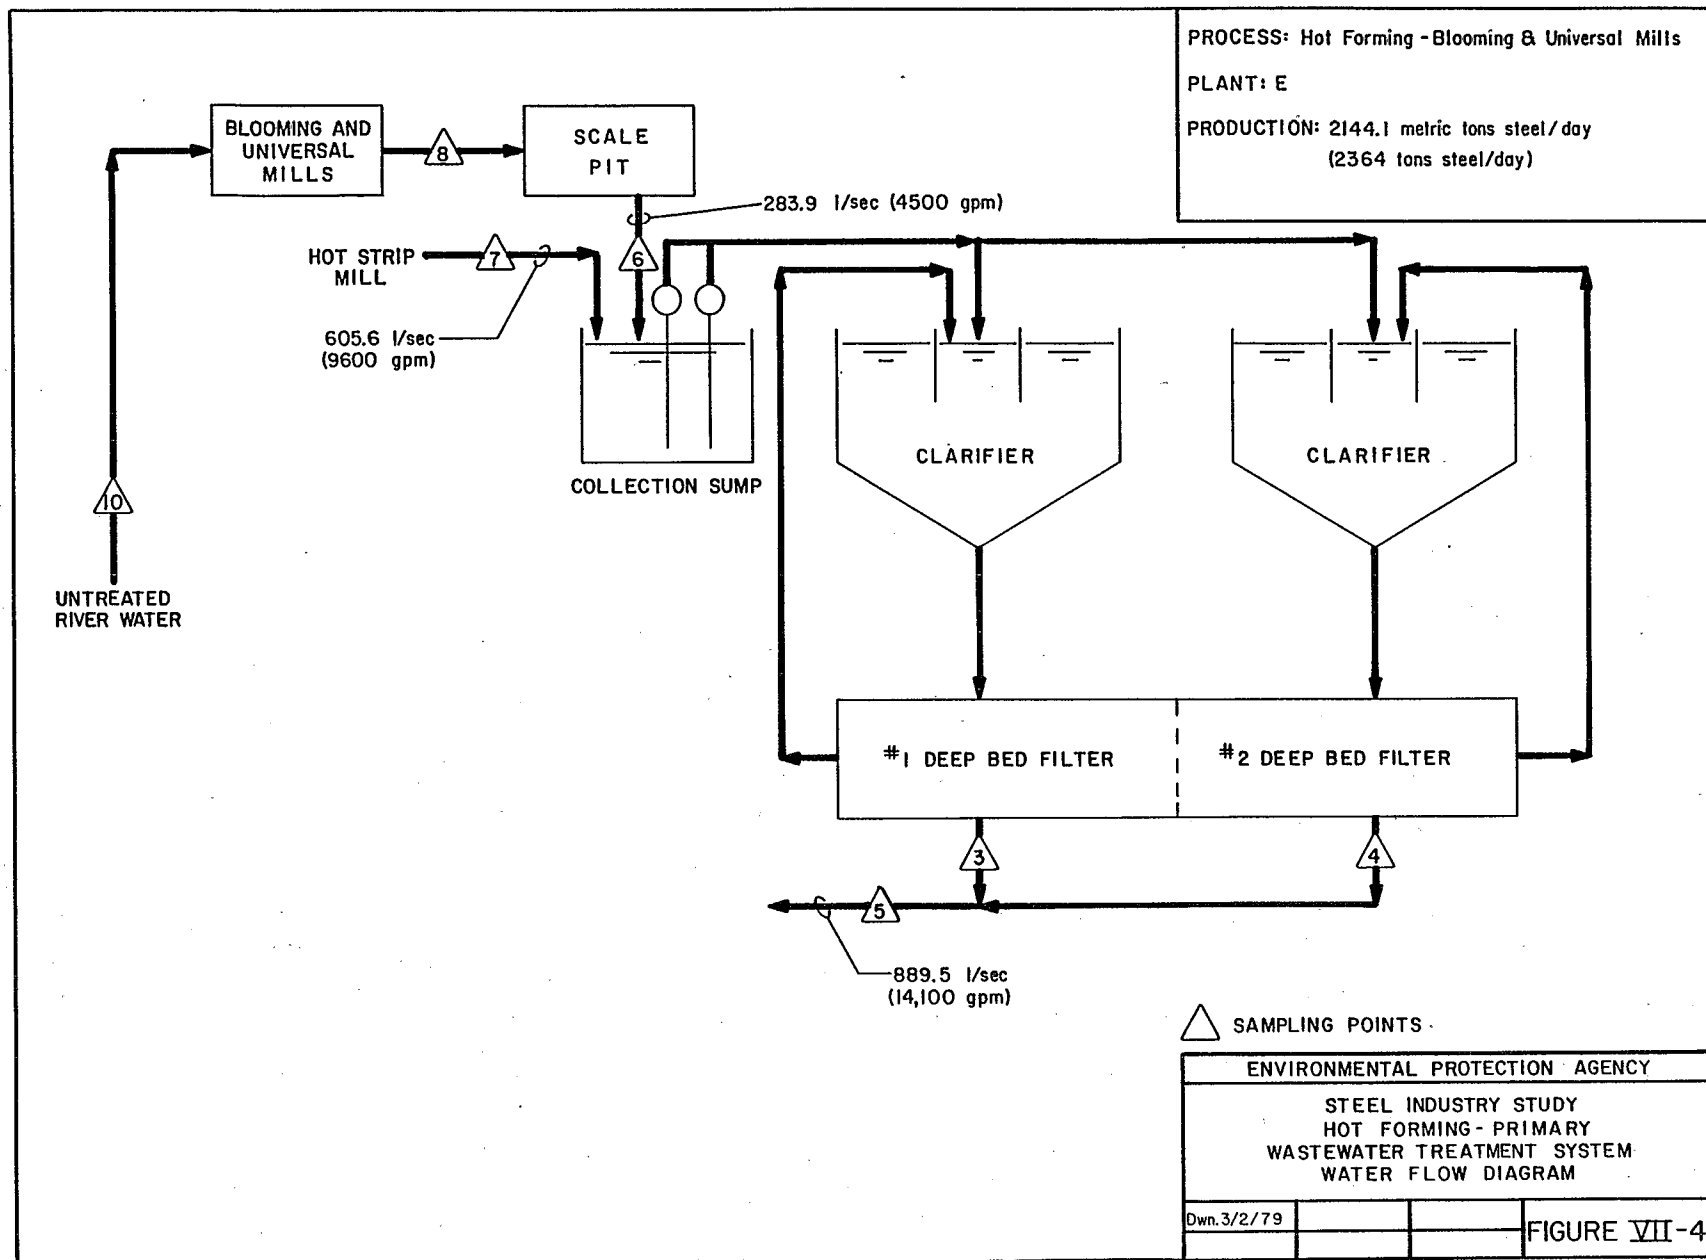 PROCESS: Hot Forming - Blooming & Universal Mills
PLANT: E
PRODUCTION: 2144.1 metric tons steel/day
(2364 tons steel/day)
BLOOMING AND
UNIVERSAL
MILLS
8
SCALE
PIT
283.9 l/sec (4500 gpm)
HOT STRIP
MILL
7
6
605.6 l/sec
(9600 gpm)
COLLECTION SUMP
CLARIFIER
CLARIFIER
10
UNTREATED
RIVER WATER
#1 DEEP BED FILTER
#2 DEEP BED FILTER
3
4
5
889.5 l/sec
(14,100 gpm)
SAMPLING POINTS
ENVIRONMENTAL PROTECTION AGENCY
STEEL INDUSTRY STUDY
HOT FORMING - PRIMARY
WASTEWATER TREATMENT SYSTEM
WATER FLOW DIAGRAM
Dwn. 3/2/79
FIGURE VII-4